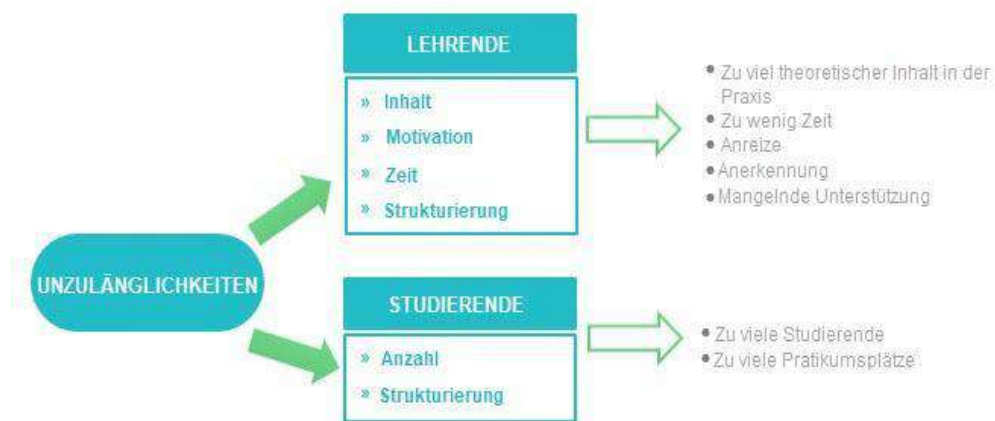 LEHRENDE
» Inhalt
» Motivation
» Zeit
» Strukturierung
• Zu viel theoretischer Inhalt in der
Praxis
• Zu wenig Zeit
• Anreize
• Anerkennung
• Mangelnde Unterstützung
UNZULÄNGLICHKEITEN
STUDIERENDE
» Anzahl
» Strukturierung
• Zu viele Studierende
• Zu viele Pratikumsplätze